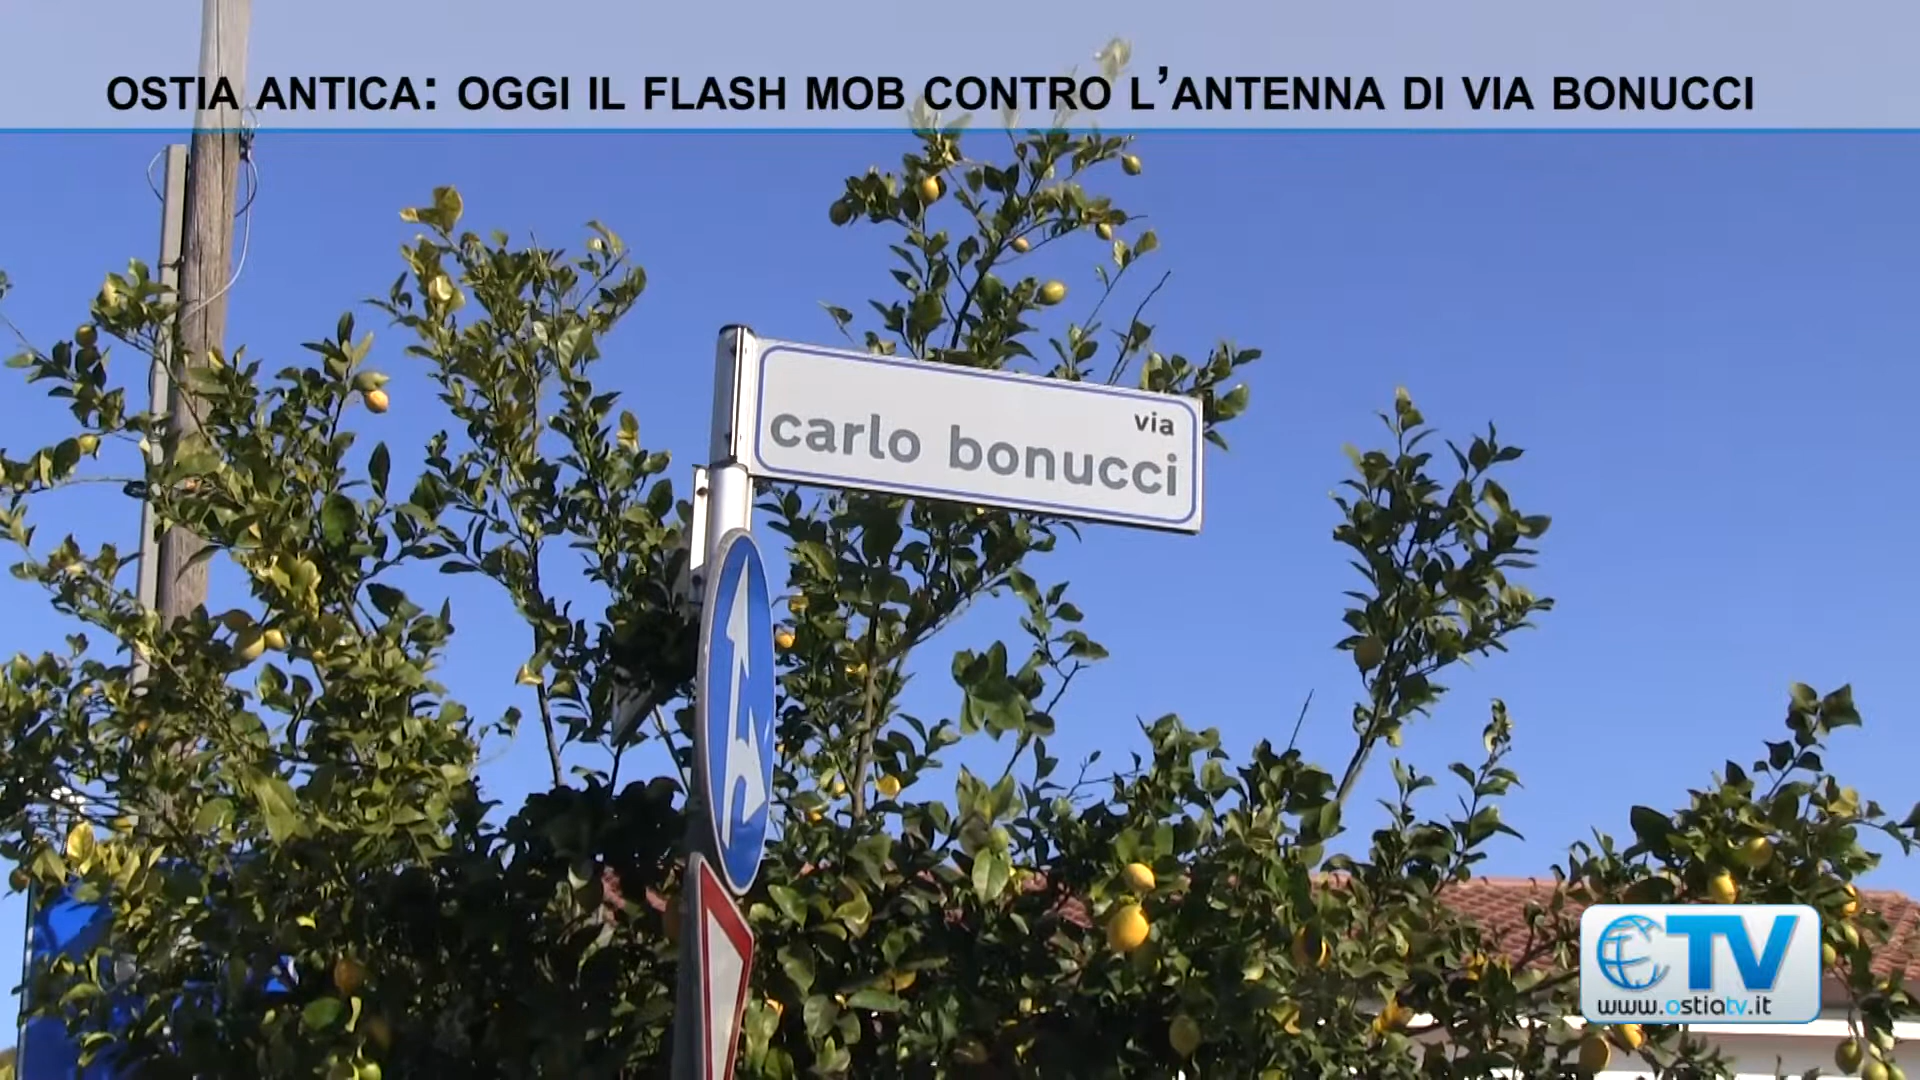 OSTIA ANTICA: OGGI IL FLASH MOB CONTRO L'ANTENNA DI VIA BONUCCI
via
carlo bonucci
TV
www.ostiatv.it